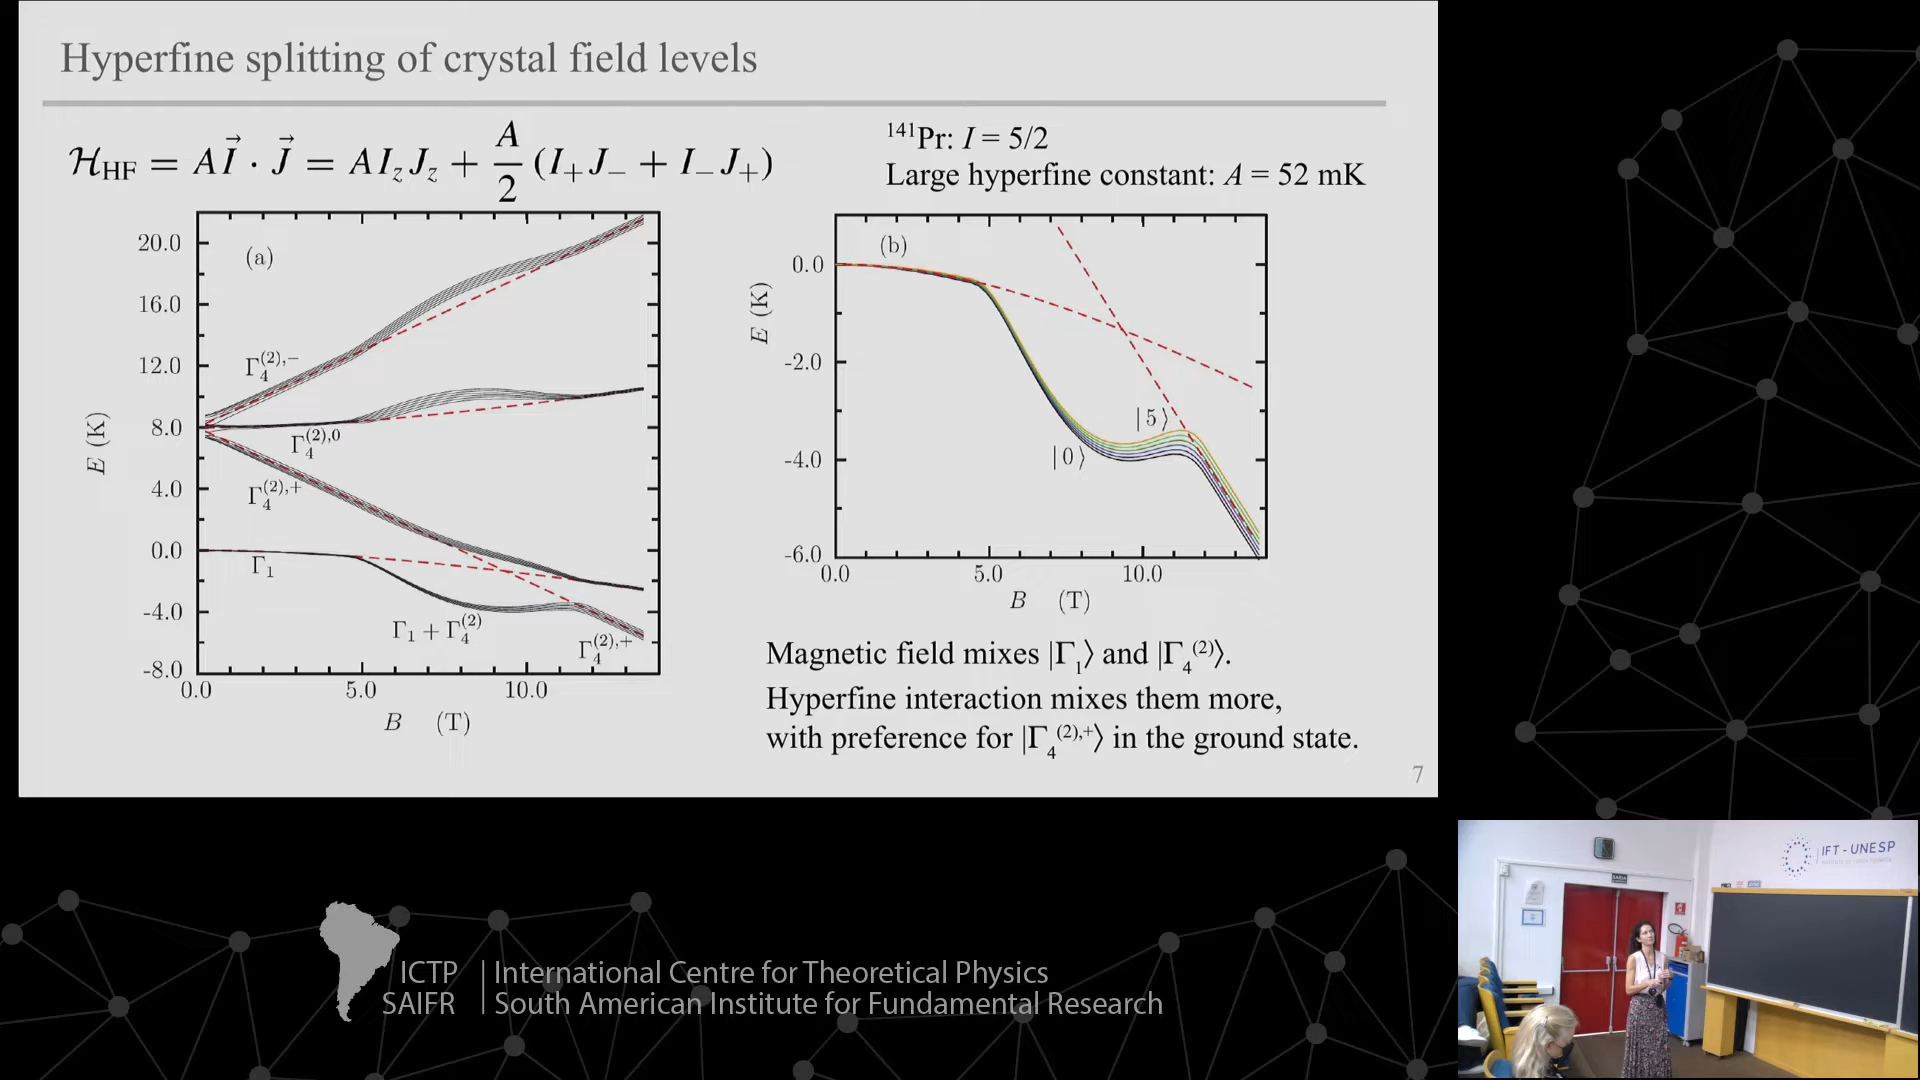 Hyperfine splitting of crystal field levels
ℋ_HF = A I⃗ · J⃗ = A I_z J_z + A/2 (I_+ J_- + I_- J_+)
¹⁴¹Pr: I = 5/2
Large hyperfine constant: A = 52 mK
(a)
20.0
16.0
12.0
8.0
4.0
0.0
-4.0
-8.0
E (K)
Γ₄^(2),−
Γ₄^(2),0
Γ₄^(2),+
Γ₁
Γ₁ + Γ₄^(2)
Γ₄^(2),+
0.0 5.0 10.0
B (T)
(b)
0.0
-2.0
-4.0
-6.0
E (K)
|5⟩
|0⟩
0.0 5.0 10.0
B (T)
Magnetic field mixes |Γ₁⟩ and |Γ₄^(2)⟩.
Hyperfine interaction mixes them more,
with preference for |Γ₄^(2),+⟩ in the ground state.
7
ICTP | International Centre for Theoretical Physics
SAIFR | South American Institute for Fundamental Research
IFT - UNESP